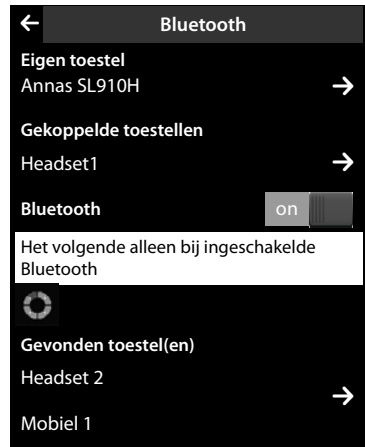 Bluetooth
Eigen toestel
Annas SL910H
Gekoppelde toestellen
Headset1
Bluetooth on
Het volgende alleen bij ingeschakelde
Bluetooth
Gevonden toestel(en)
Headset 2
Mobiel 1